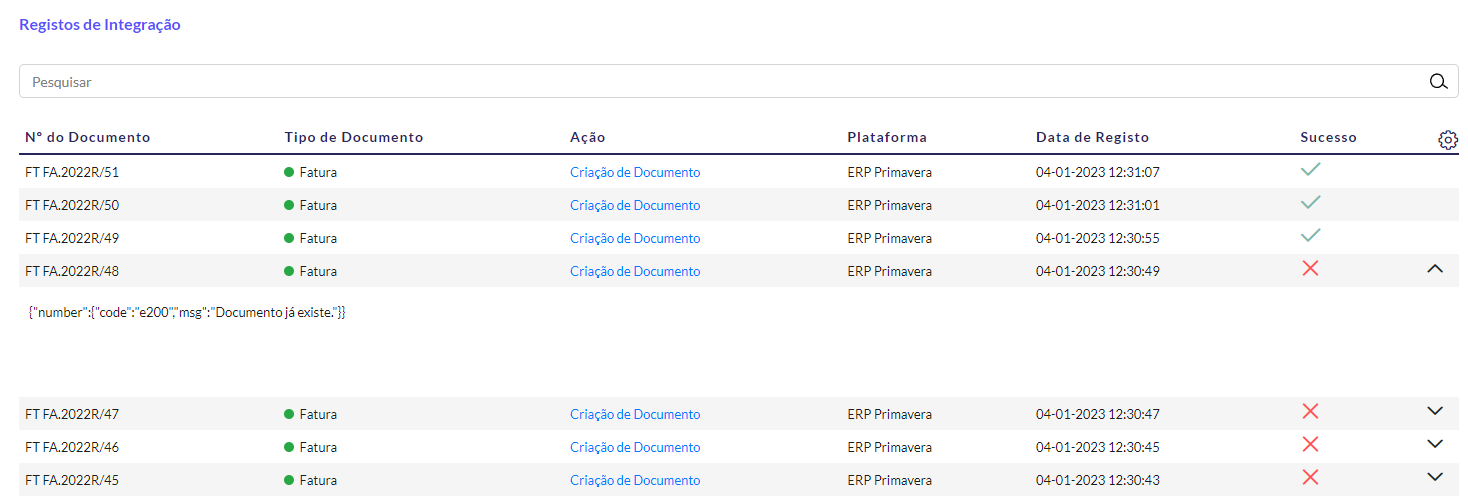 Registos de Integração
Pesquisar
Nº do Documento Tipo de Documento Ação Plataforma Data de Registo Sucesso
FT FA.2022R/51 Fatura Criação de Documento ERP Primavera 04-01-2023 12:31:07
FT FA.2022R/50 Fatura Criação de Documento ERP Primavera 04-01-2023 12:31:01
FT FA.2022R/49 Fatura Criação de Documento ERP Primavera 04-01-2023 12:30:55
FT FA.2022R/48 Fatura Criação de Documento ERP Primavera 04-01-2023 12:30:49
{"number":{"code":"e200","msg":"Documento já existe."}}
FT FA.2022R/47 Fatura Criação de Documento ERP Primavera 04-01-2023 12:30:47
FT FA.2022R/46 Fatura Criação de Documento ERP Primavera 04-01-2023 12:30:45
FT FA.2022R/45 Fatura Criação de Documento ERP Primavera 04-01-2023 12:30:43